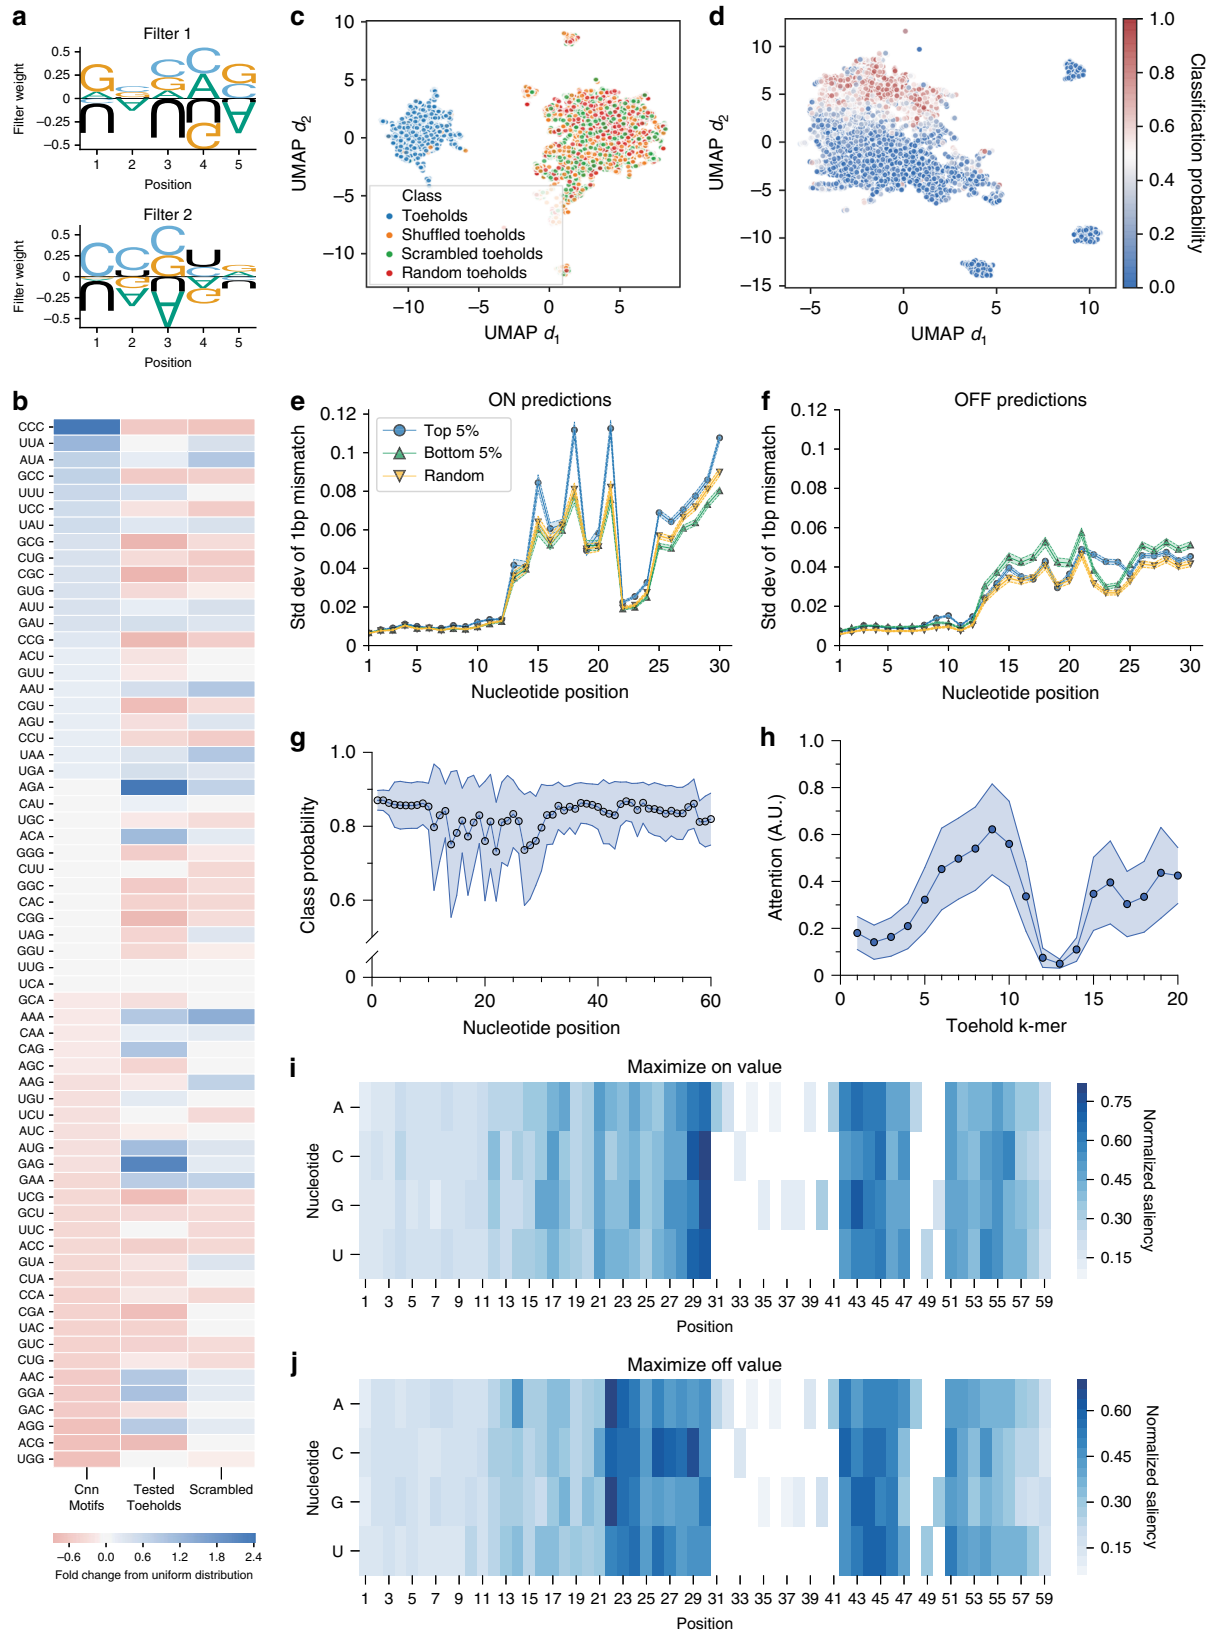 a
Filter 1
Filter weight
0.5
0.25
0
−0.25
−0.5
1 2 3 4 5
Position
Filter 2
Filter weight
0.5
0.25
0
−0.25
−0.5
1 2 3 4 5
Position
b
CCC
UUA
AUA
GCC
UUU
UCC
UAU
GCG
CUG
CGC
GUG
AUU
GAU
CCG
ACU
GUU
AAU
CGU
AGU
CCU
UAA
UGA
AGA
CAU
UGC
ACA
GGG
CUU
GGC
CAC
CGG
UAG
GGU
UUG
UCA
GCA
AAA
CAA
CAG
AGC
AAG
UGU
UCU
AUC
AUG
GAG
GAA
UCG
GCU
UUC
ACC
GUA
CUA
CCA
CGA
UAC
GUC
CUG
AAC
GGA
GAC
AGG
ACG
UGG
Cnn Motifs
Tested Toeholds
Scrambled
−0.6 0.0 0.6 1.2 1.8 2.4
Fold change from uniform distribution
c
UMAP d2
10
5
0
−5
−10
Class
Toeholds
Shuffled toeholds
Scrambled toeholds
Random toeholds
−10 −5 0 5
UMAP d1
d
UMAP d2
10
5
0
−5
−10
−15
−5 0 5 10
UMAP d1
1.0
0.8
0.6
0.4
0.2
0.0
Classification probability
e
ON predictions
Std dev of 1bp mismatch
0.12
0.1
0.08
0.06
0.04
0.02
0
Top 5%
Bottom 5%
Random
1 5 10 15 20 25 30
Nucleotide position
f
OFF predictions
Std dev of 1bp mismatch
0.12
0.1
0.08
0.06
0.04
0.02
0
1 5 10 15 20 25 30
Nucleotide position
g
Class probability
1.0
0.8
0.6
0
0 20 40 60
Nucleotide position
h
Attention (A.U.)
1.0
0.8
0.6
0.4
0.2
0
0 5 10 15 20
Toehold k-mer
i
Maximize on value
Nucleotide
A
C
G
U
1 3 5 7 9 11 13 15 17 19 21 23 25 27 29 31 33 35 37 39 41 43 45 47 49 51 53 55 57 59
Position
0.75
0.60
0.45
0.30
0.15
Normalized saliency
j
Maximize off value
Nucleotide
A
C
G
U
1 3 5 7 9 11 13 15 17 19 21 23 25 27 29 31 33 35 37 39 41 43 45 47 49 51 53 55 57 59
Position
0.60
0.45
0.30
0.15
Normalized saliency